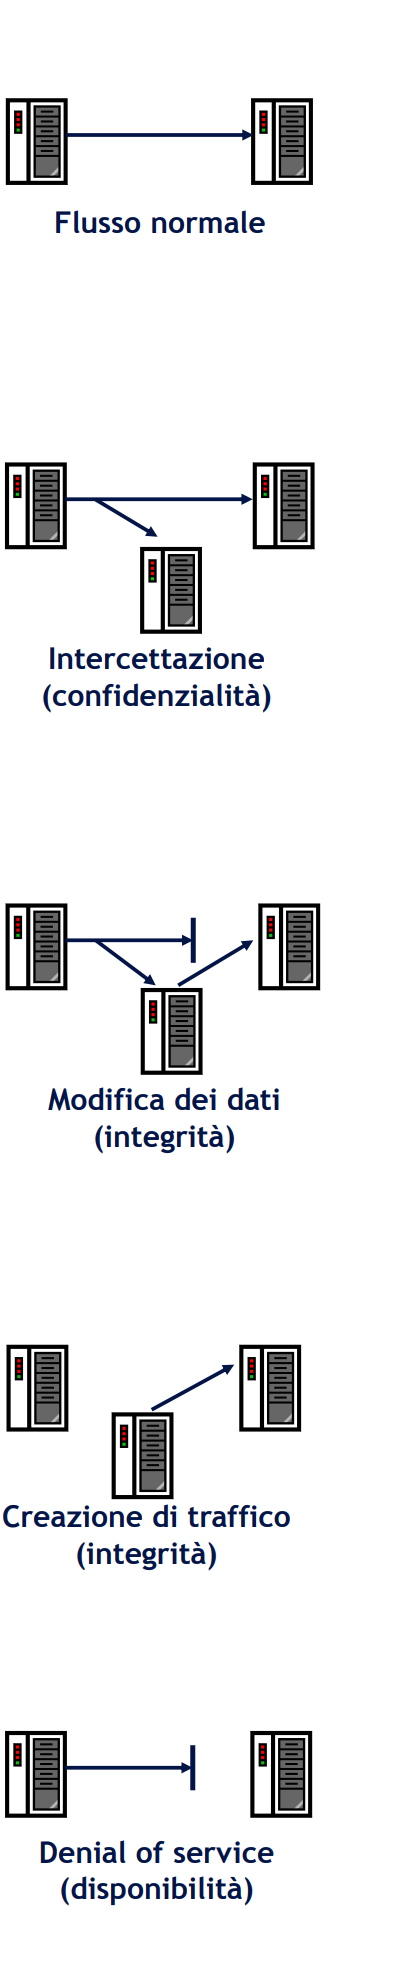 Flusso normale
Intercettazione
(confidenzialità)
Modifica dei dati
(integrità)
Creazione di traffico
(integrità)
Denial of service
(disponibilità)